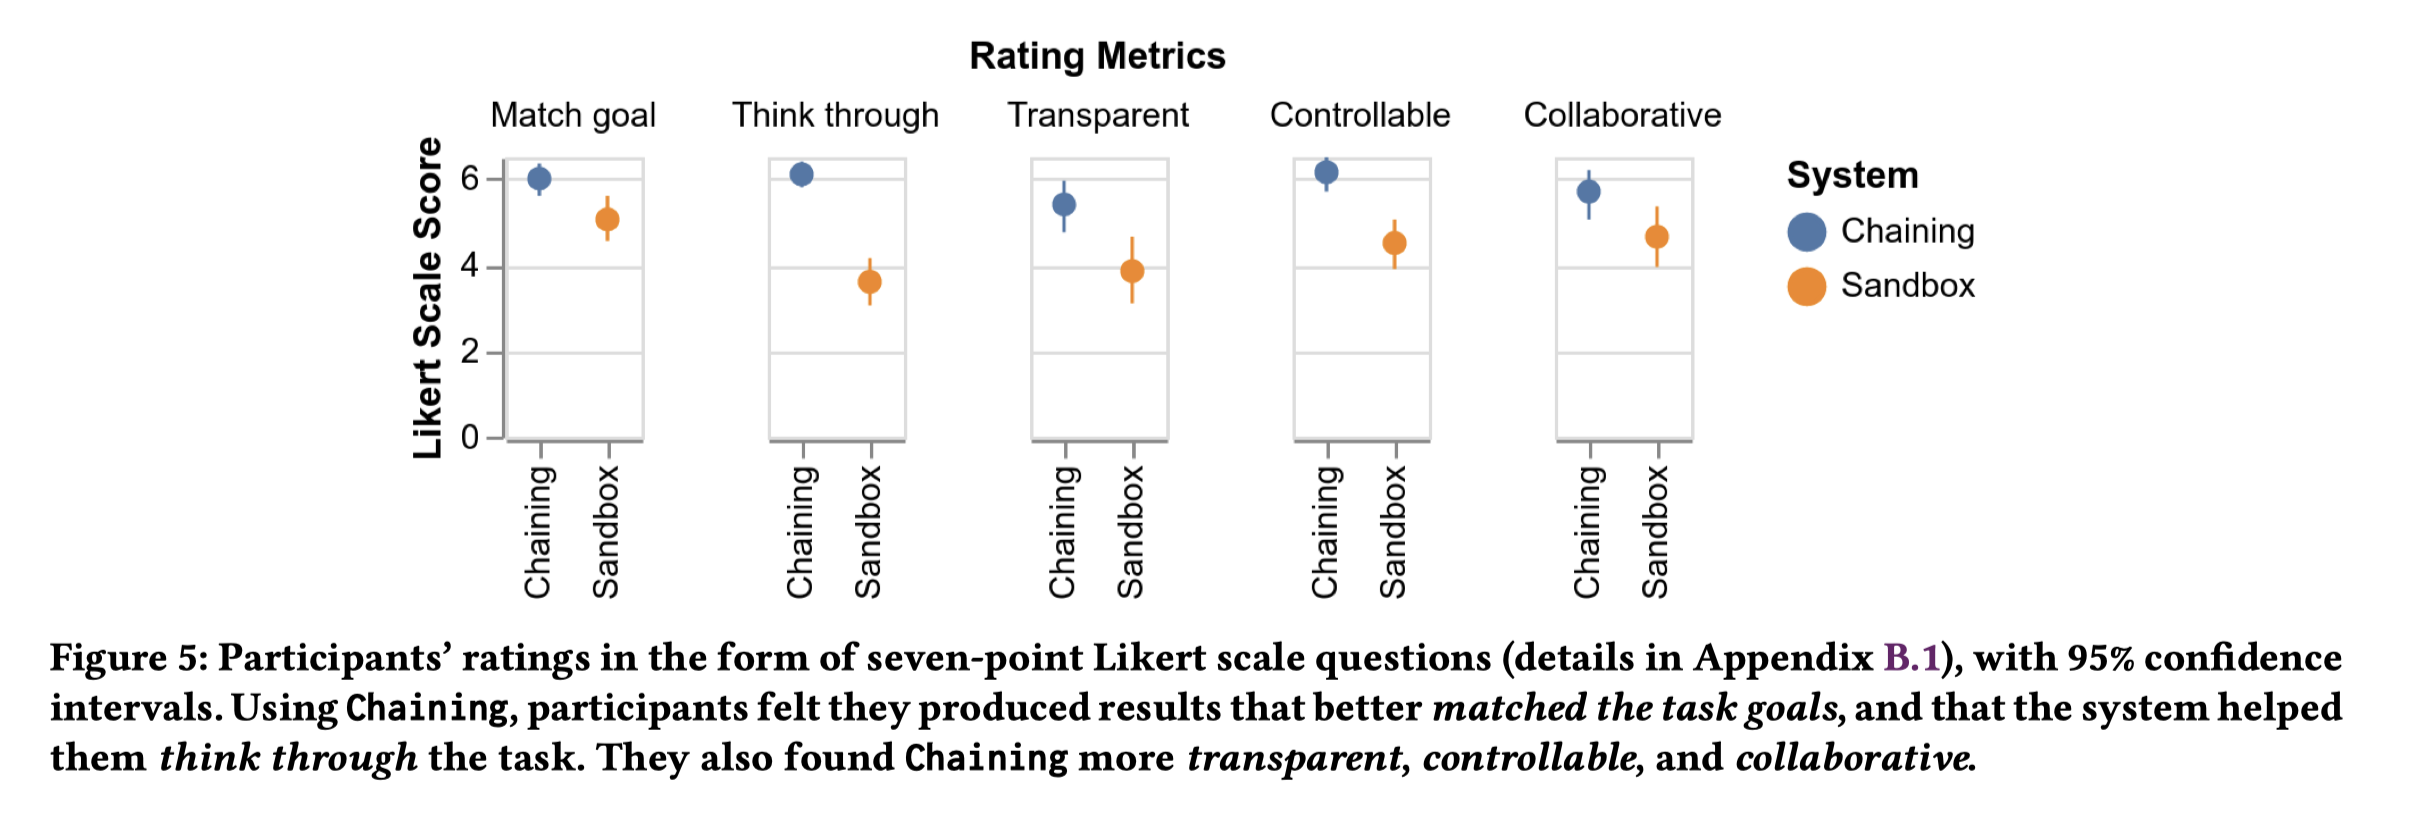 Rating Metrics
Match goal
Think through
Transparent
Controllable
Collaborative
Likert Scale Score
6
4
2
0
Chaining
Sandbox
Chaining
Sandbox
Chaining
Sandbox
Chaining
Sandbox
Chaining
Sandbox
System
Chaining
Sandbox
Figure 5: Participants’ ratings in the form of seven-point Likert scale questions (details in Appendix B.1), with 95% confidence
intervals. Using Chaining, participants felt they produced results that better matched the task goals, and that the system helped
them think through the task. They also found Chaining more transparent, controllable, and collaborative.